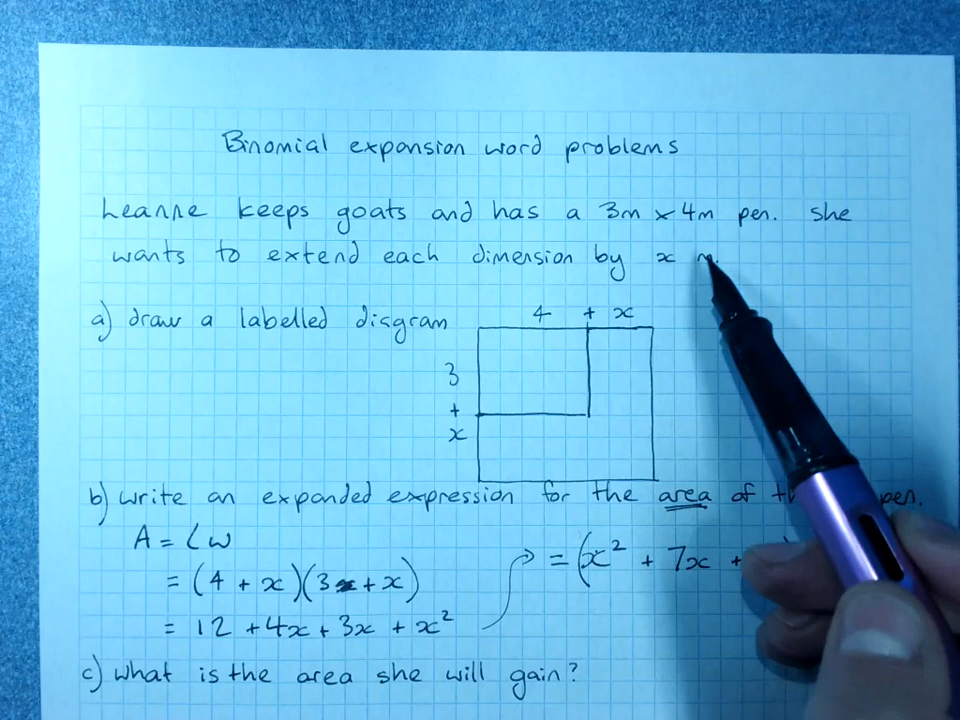 Binomial expansion word problems
Leanne keeps goats and has a 3m x 4m pen. she
wants to extend each dimension by x m.
a) draw a labelled disgram
4 + x
3
+
x
b) write an expanded expression for the area of pen.
A = Lw
= (4 + x)(3 + x)
= 12 + 4x + 3x + x²
= (x² + 7x +
c) what is the area she will gain?